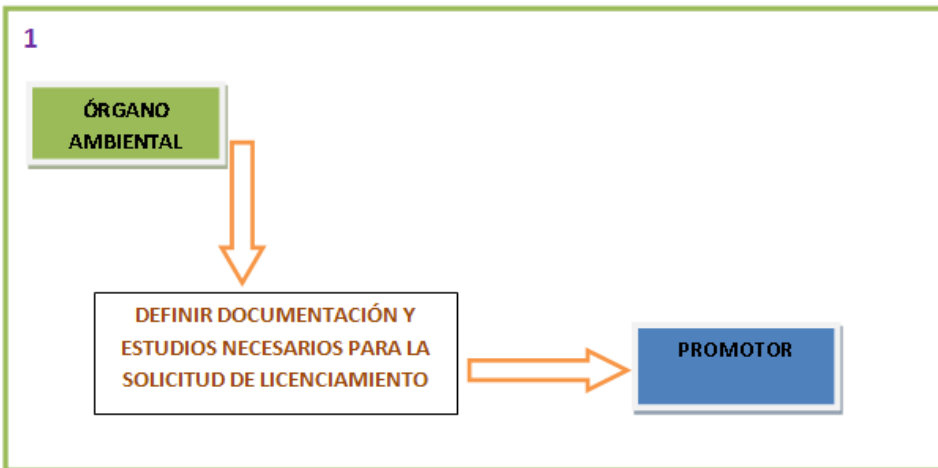 1
ÓRGANO
AMBIENTAL
DEFINIR DOCUMENTACIÓN Y
ESTUDIOS NECESARIOS PARA LA
SOLICITUD DE LICENCIAMIENTO
PROMOTOR